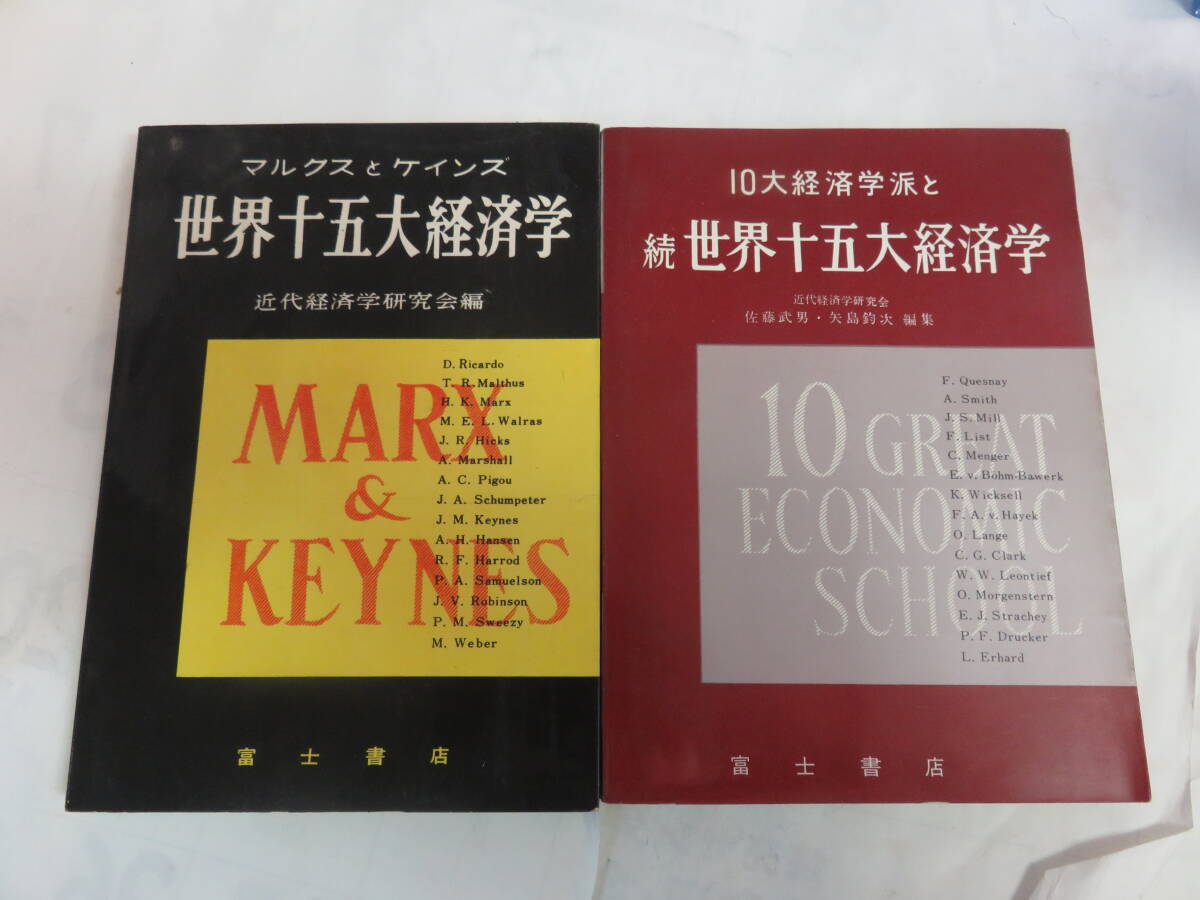 マルクスとケインズ
世界十五大経済学
近代経済学研究会編
MARX
&
KEYNES
D. Ricardo
T. R. Malthus
H. K. Marx
M. E. L. Walras
J. R. Hicks
A. Marshall
A. C. Pigou
J. A. Schumpeter
J. M. Keynes
A. H. Hansen
R. F. Harrod
P. A. Samuelson
J. V. Robinson
P. M. Sweezy
M. Weber
富士書店
10大経済学派と
続 世界十五大経済学
近代経済学研究会
佐藤武男・矢島鈞次 編集
10 GREAT
ECONOMIC
SCHOOL
F. Quesnay
A. Smith
J. S. Mill
F. List
C. Menger
E. v. Böhm-Bawerk
K. Wicksell
F. A. v. Hayek
O. Lange
C. G. Clark
W. W. Leontief
O. Morgenstern
E. J. Strachey
P. F. Drucker
L. Erhard
富士書店